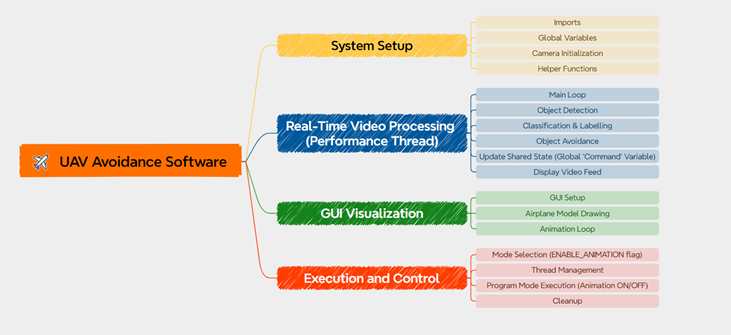 UAV Avoidance Software
System Setup
Imports
Global Variables
Camera Initialization
Helper Functions
Real-Time Video Processing
(Performance Thread)
Main Loop
Object Detection
Classification & Labelling
Object Avoidance
Update Shared State (Global 'Command' Variable)
Display Video Feed
GUI Visualization
GUI Setup
Airplane Model Drawing
Animation Loop
Execution and Control
Mode Selection (ENABLE_ANIMATION flag)
Thread Management
Program Mode Execution (Animation ON/OFF)
Cleanup